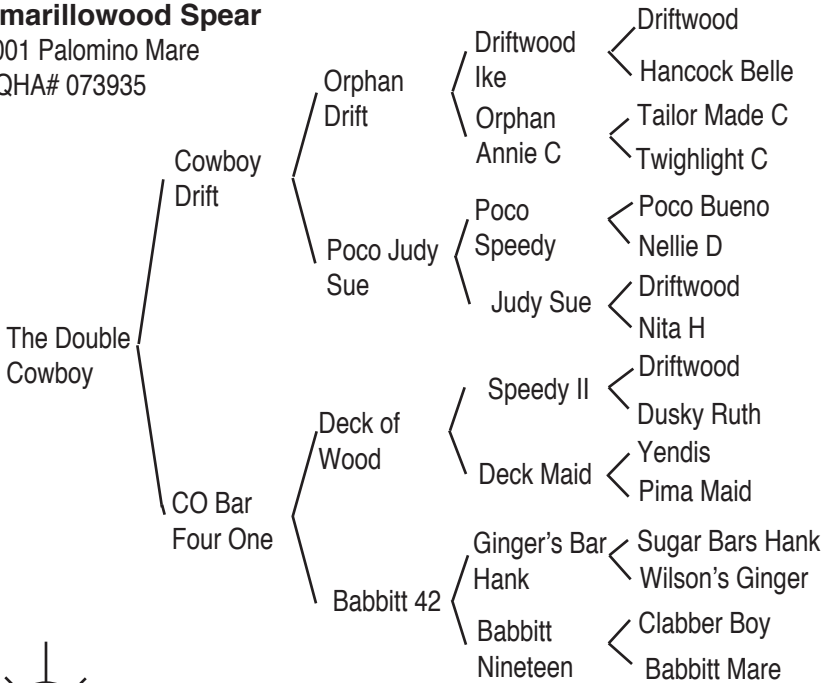 marillowood Spear
001 Palomino Mare
QHA# 073935
The Double
Cowboy
Cowboy
Drift
CO Bar
Four One
Orphan
Drift
Poco Judy
Sue
Deck of
Wood
Babbitt 42
Driftwood
Ike
Orphan
Annie C
Poco
Speedy
Judy Sue
Speedy II
Deck Maid
Ginger's Bar
Hank
Babbitt
Nineteen
Driftwood
Hancock Belle
Tailor Made C
Twighlight C
Poco Bueno
Nellie D
Driftwood
Nita H
Driftwood
Dusky Ruth
Yendis
Pima Maid
Sugar Bars Hank
Wilson's Ginger
Clabber Boy
Babbitt Mare